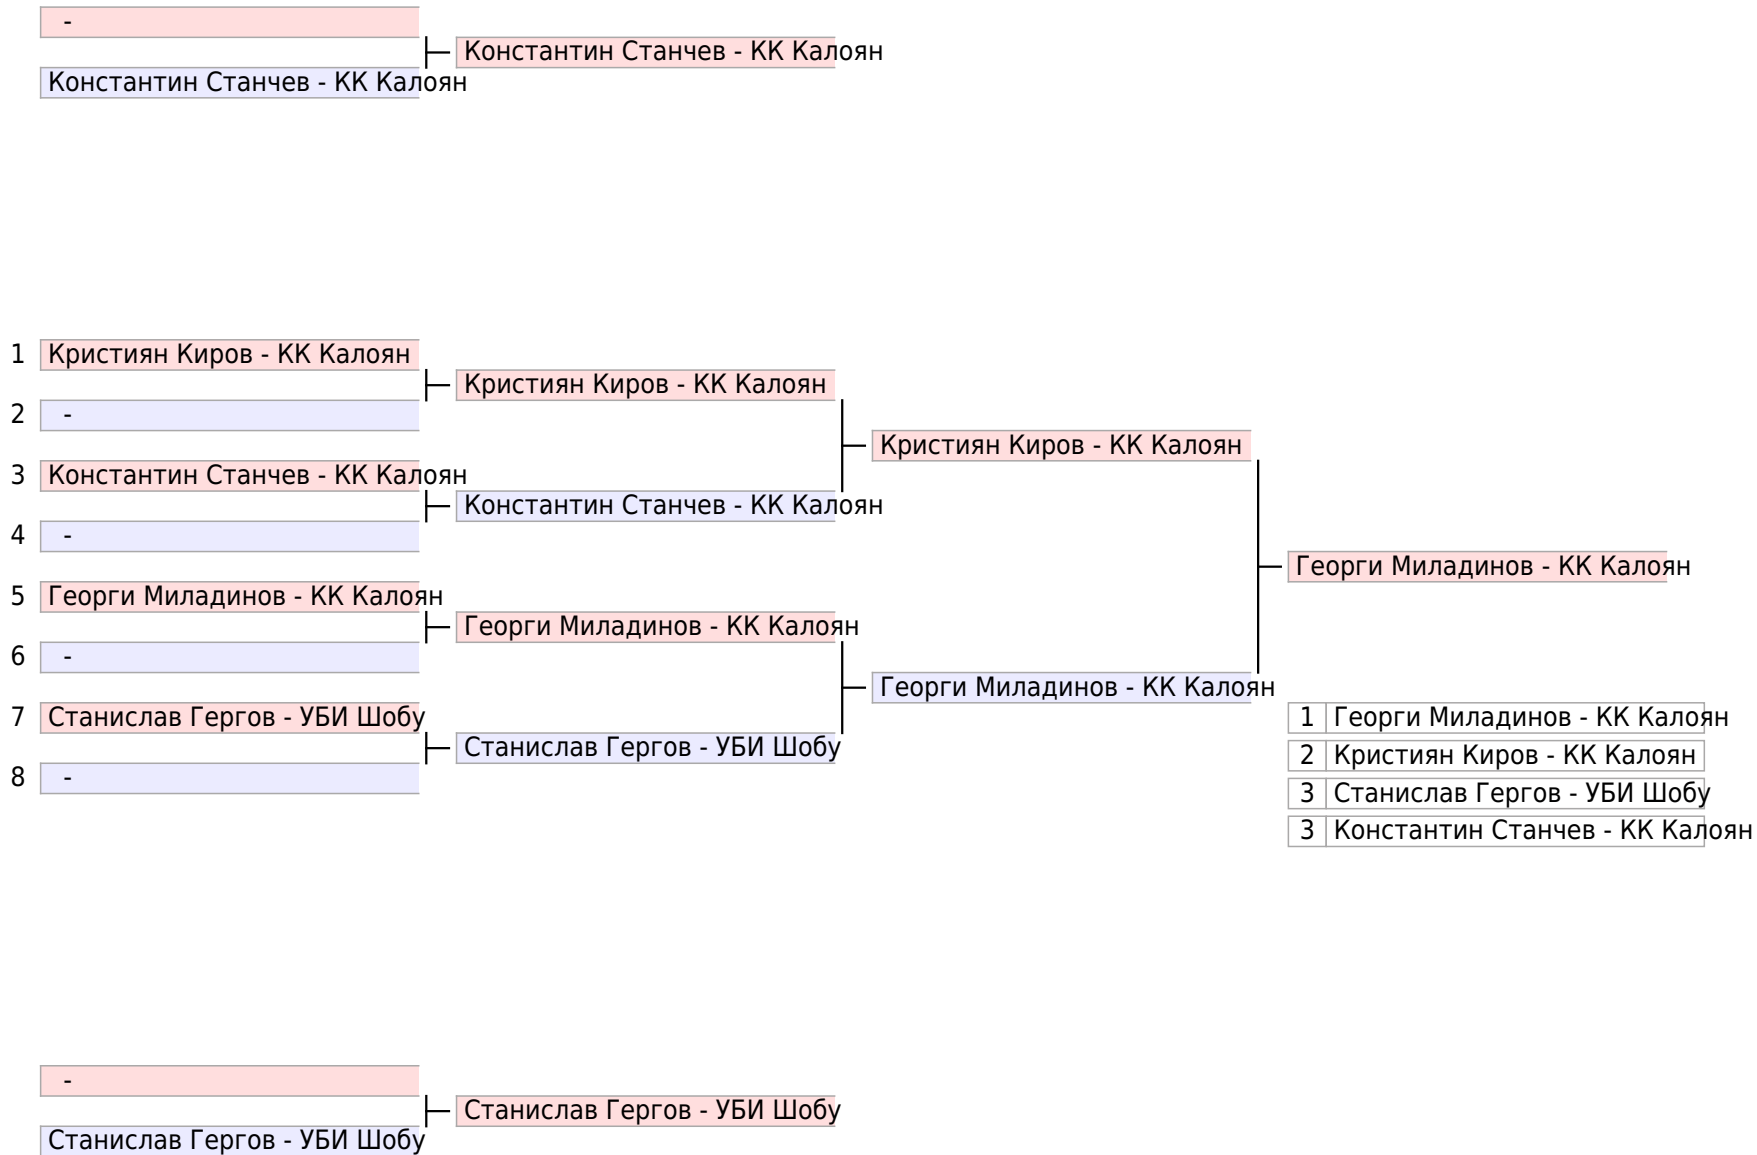 -
Константин Станчев - КК Калоян
Константин Станчев - КК Калоян
1 Кристиян Киров - КК Калоян
Кристиян Киров - КК Калоян
2 -
Кристиян Киров - КК Калоян
3 Константин Станчев - КК Калоян
Константин Станчев - КК Калоян
4 -
Георги Миладинов - КК Калоян
5 Георги Миладинов - КК Калоян
Георги Миладинов - КК Калоян
6 -
Георги Миладинов - КК Калоян
7 Станислав Гергов - УБИ Шобу
1 Георги Миладинов - КК Калоян
Станислав Гергов - УБИ Шобу
2 Кристиян Киров - КК Калоян
8 -
3 Станислав Гергов - УБИ Шобу
3 Константин Станчев - КК Калоян
-
Станислав Гергов - УБИ Шобу
Станислав Гергов - УБИ Шобу